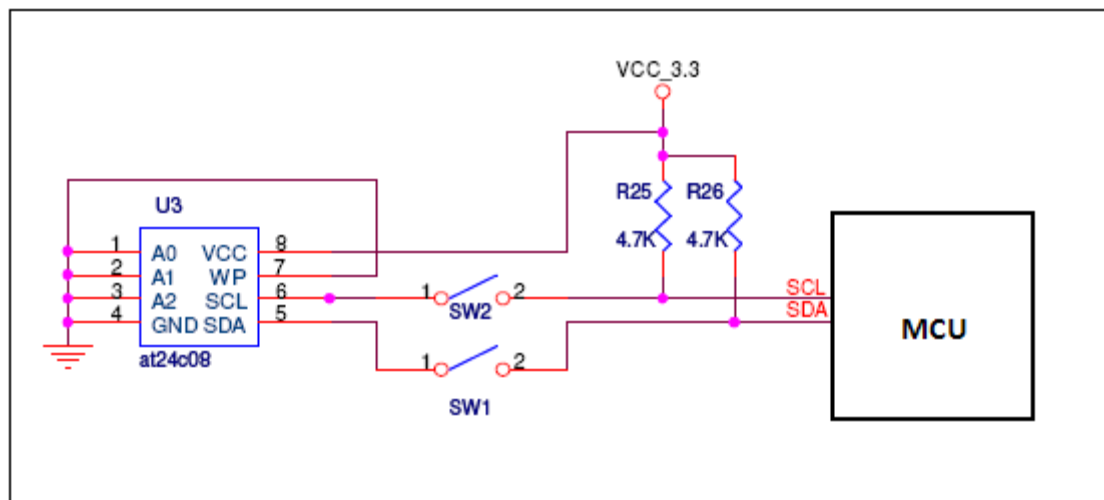 VCC_3.3
R25 R26
4.7K 4.7K
U3
1 A0 VCC 8
2 A1 WP 7
3 A2 SCL 6
4 GND SDA 5
at24c08
1 2
SW2
1 2
SW1
SCL
SDA
MCU